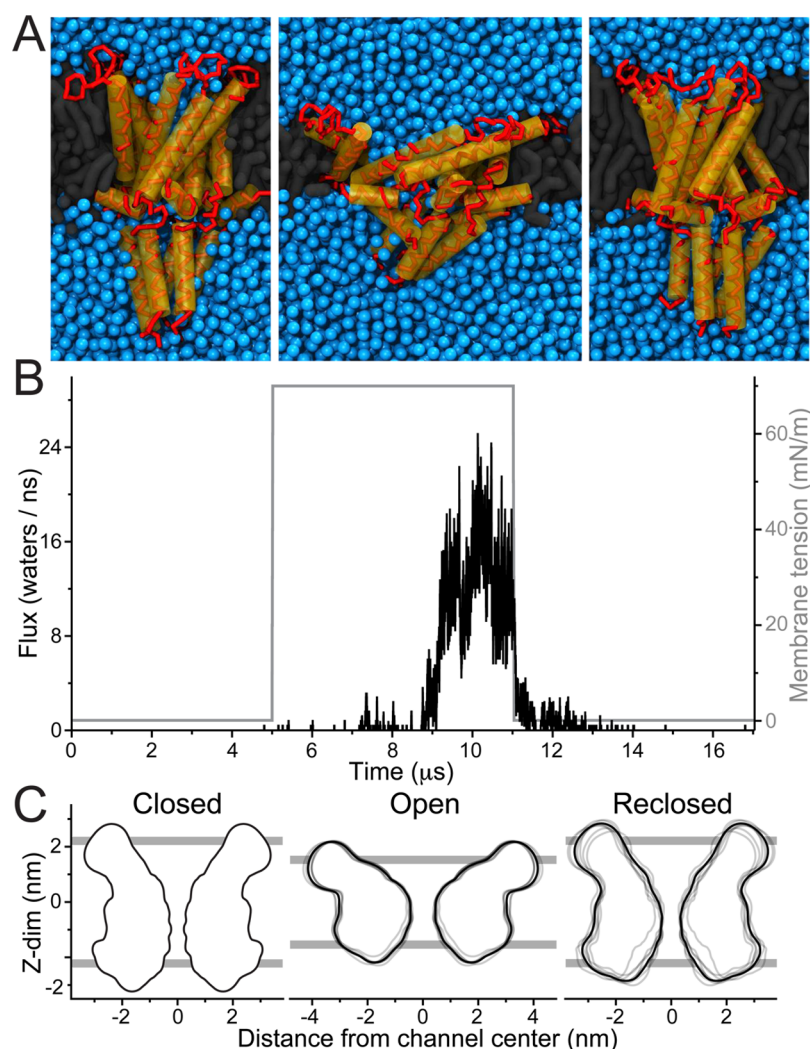 A
B
24
16
8
0
Flux (waters / ns)
60
40
20
0
Membrane tension (mN/m)
0 2 4 6 8 10 12 14 16
Time (μs)
C
Closed Open Reclosed
2
0
-2
Z-dim (nm)
-2 0 2 -4 -2 0 2 4 -2 0 2
Distance from channel center (nm)